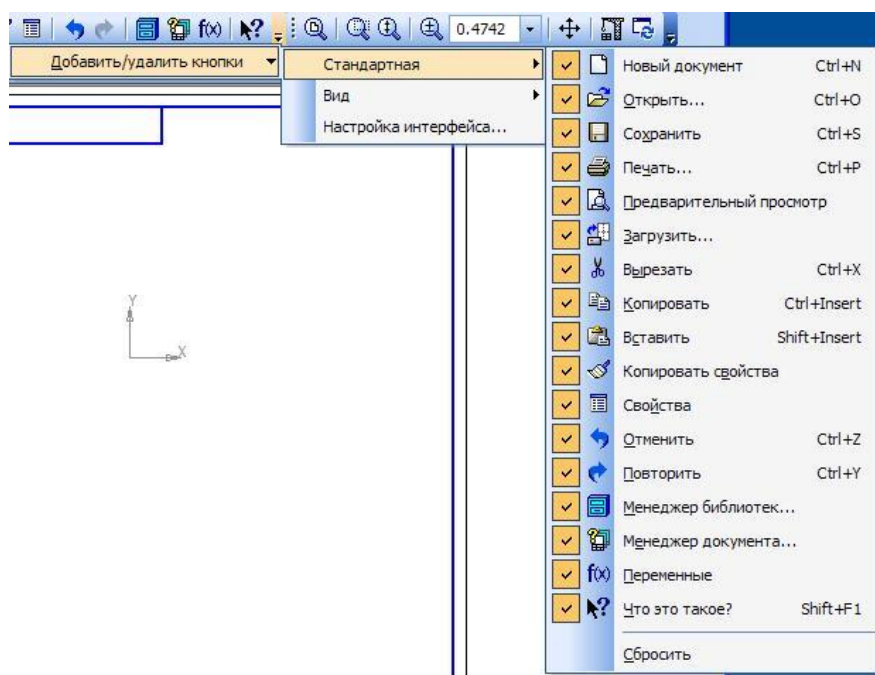 f(x) ? 0.4742
Добавить/удалить кнопки
Стандартная
Вид
Настройка интерфейса...
Новый документ Ctrl+N
Открыть... Ctrl+O
Сохранить Ctrl+S
Печать... Ctrl+P
Предварительный просмотр
Загрузить...
Вырезать Ctrl+X
Копировать Ctrl+Insert
Вставить Shift+Insert
Копировать свойства
Свойства
Отменить Ctrl+Z
Повторить Ctrl+Y
Менеджер библиотек...
Менеджер документа...
f(x) Переменные
? Что это такое? Shift+F1
Сбросить
Y
X